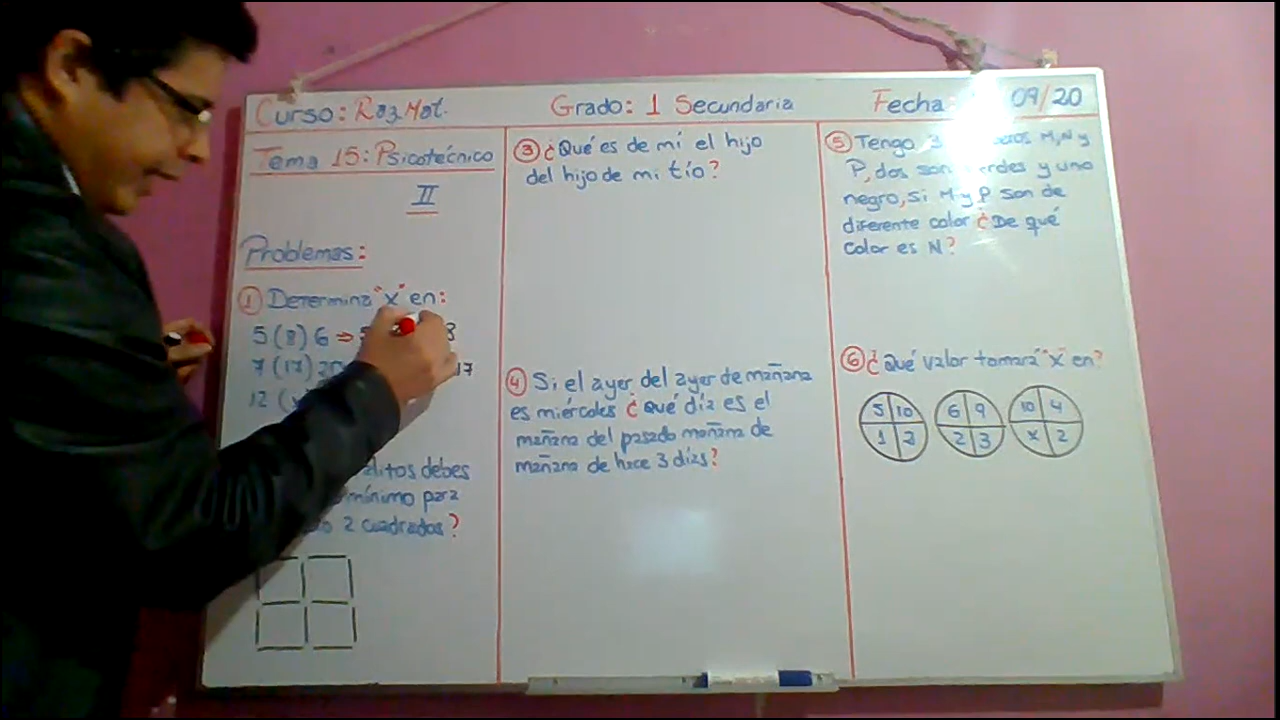 Curso: Raz. Mat.
Grado: 1 Secundaria
Fecha: 09/20
Tema 15: Psicotécnico
II
Problemas:
① Determina "x" en:
5 (8) 6 ⇒ 5 8
7 (17) 20 17
12 (x
litos debes
mínimo para
2 cuadrados?
③ ¿Qué es de mí el hijo
del hijo de mi tío?
④ Si el ayer del ayer de mañana
es miércoles ¿Qué día es el
mañana del pasado mañana de
mañana de hace 3 días?
⑤ Tengo 3 M, N y
P, dos son verdes y uno
negro, si M y P son de
diferente color ¿De qué
color es N?
⑥ ¿Qué valor tomará "x" en?
5 10 6 9 10 4
1 2 2 3 x 2